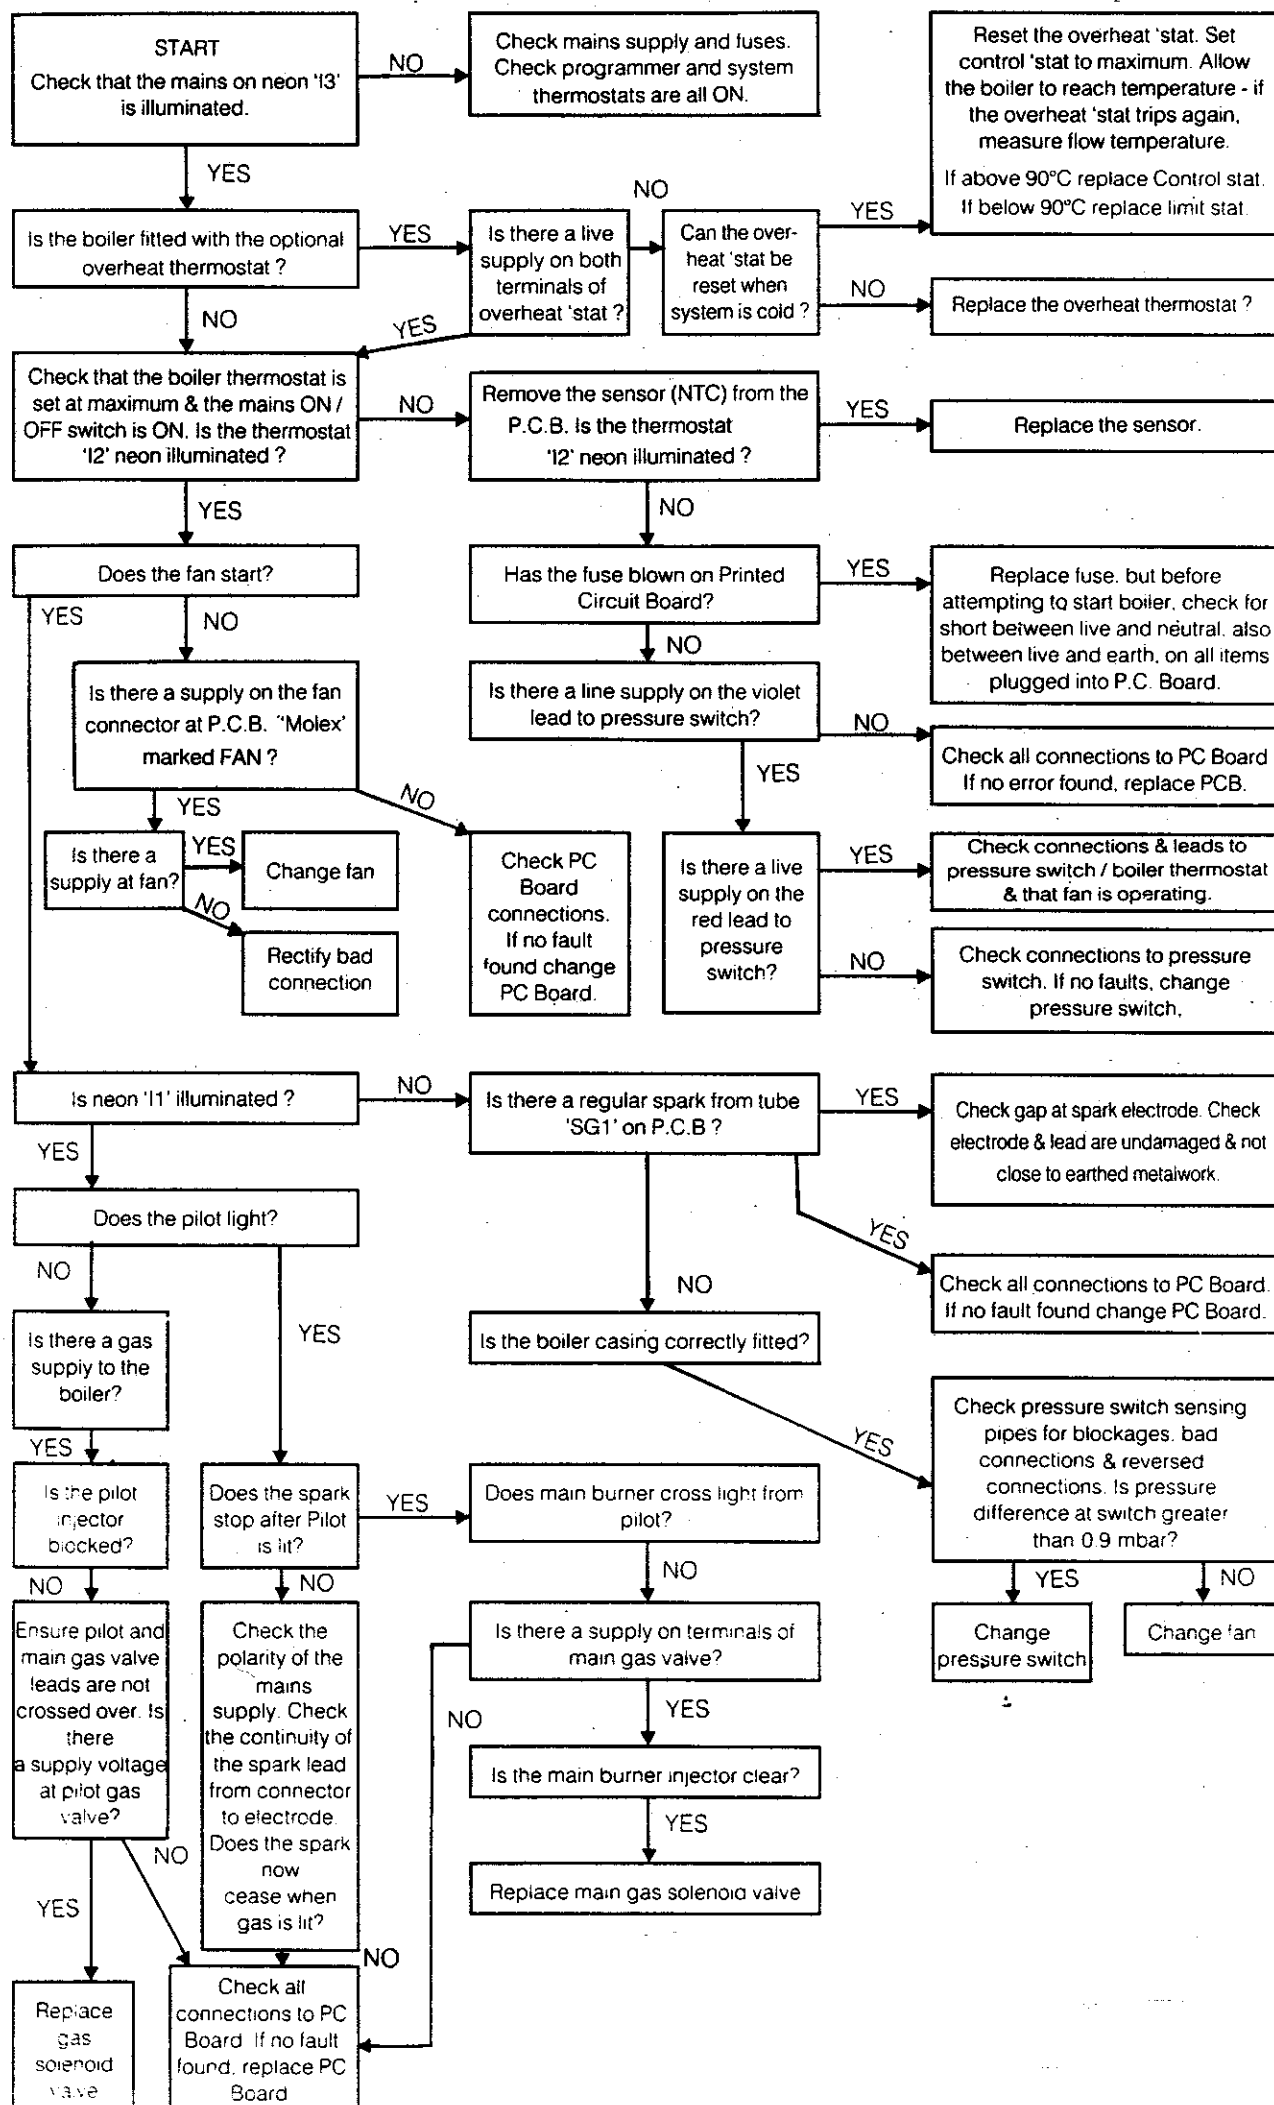 START
Check that the mains on neon 'I3'
is illuminated.
NO
Check mains supply and fuses.
Check programmer and system
thermostats are all ON.
Reset the overheat 'stat. Set
control 'stat to maximum. Allow
the boiler to reach temperature - if
the overheat 'stat trips again,
measure flow temperature.
If above 90°C replace Control stat.
If below 90°C replace limit stat.
YES
Is the boiler fitted with the optional
overheat thermostat ?
YES
Is there a live
supply on both
terminals of
overheat 'stat ?
NO
Can the over-
heat 'stat be
reset when
system is cold ?
YES
NO
Replace the overheat thermostat ?
NO
YES
Check that the boiler thermostat is
set at maximum & the mains ON /
OFF switch is ON. Is the thermostat
'I2' neon illuminated ?
NO
Remove the sensor (NTC) from the
P.C.B. Is the thermostat
'I2' neon illuminated ?
YES
Replace the sensor.
YES
NO
Does the fan start?
Has the fuse blown on Printed
Circuit Board?
YES
Replace fuse. but before
attempting to start boiler, check for
short between live and neutral. also
between live and earth, on all items
plugged into P.C. Board.
YES
NO
NO
Is there a supply on the fan
connector at P.C.B. ''Molex'
marked FAN ?
Is there a line supply on the violet
lead to pressure switch?
NO
Check all connections to PC Board
If no error found, replace PCB.
YES
NO
YES
Is there a
supply at fan?
YES
Change fan
NO
Rectify bad
connection
Check PC
Board
connections.
If no fault
found change
PC Board.
Is there a live
supply on the
red lead to
pressure
switch?
YES
Check connections & leads to
pressure switch / boiler thermostat
& that fan is operating.
NO
Check connections to pressure
switch. If no faults, change
pressure switch,
Is neon 'I1' illuminated ?
NO
Is there a regular spark from tube
'SG1' on P.C.B ?
YES
Check gap at spark electrode. Check
electrode & lead are undamaged & not
close to earthed metalwork.
YES
Does the pilot light?
YES
Check all connections to PC Board.
If no fault found change PC Board.
NO
YES
NO
Is there a gas
supply to the
boiler?
Is the boiler casing correctly fitted?
YES
Check pressure switch sensing
pipes for blockages. bad
connections & reversed
connections. Is pressure
difference at switch greater
than 0.9 mbar?
YES
Is the pilot
injector
blocked?
Does the spark
stop after Pilot
is lit?
YES
Does main burner cross light from
pilot?
NO
NO
NO
YES
NO
Ensure pilot and
main gas valve
leads are not
crossed over. Is
there
a supply voltage
at pilot gas
valve?
Check the
polarity of the
mains
supply. Check
the continuity of
the spark lead
from connector
to electrode.
Does the spark
now
cease when
gas is lit?
Is there a supply on terminals of
main gas valve?
Change
pressure switch
Change fan
NO
YES
Is the main burner injector clear?
YES
Replace main gas solenoid valve
NO
YES
NO
Replace
gas
solenoid
valve
Check all
connections to PC
Board If no fault
found, replace PC
Board